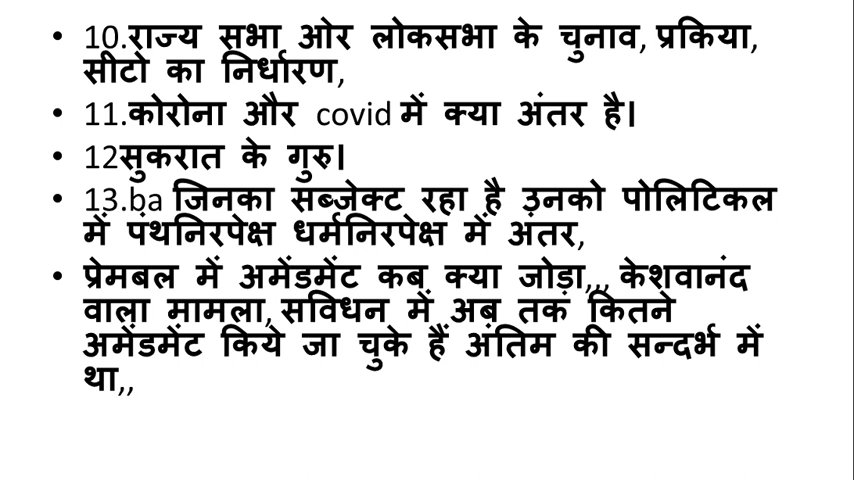 • 10.राज्य सभा ओर लोकसभा के चुनाव, प्रकिया,
सीटो का निर्धारण,
• 11.कोरोना और covid में क्या अंतर है।
• 12सुकरात के गुरु।
• 13.ba जिनका सब्जेक्ट रहा है उनको पोलिटिकल
में पंथनिरपेक्ष धर्मनिरपेक्ष में अंतर,
• प्रेमबल में अमेंडमेंट कब क्या जोड़ा,,, केशवानंद
वाला मामला, सविधन में अब तक कितने
अमेंडमेंट किये जा चुके हैं अंतिम की सन्दर्भ में
था,,